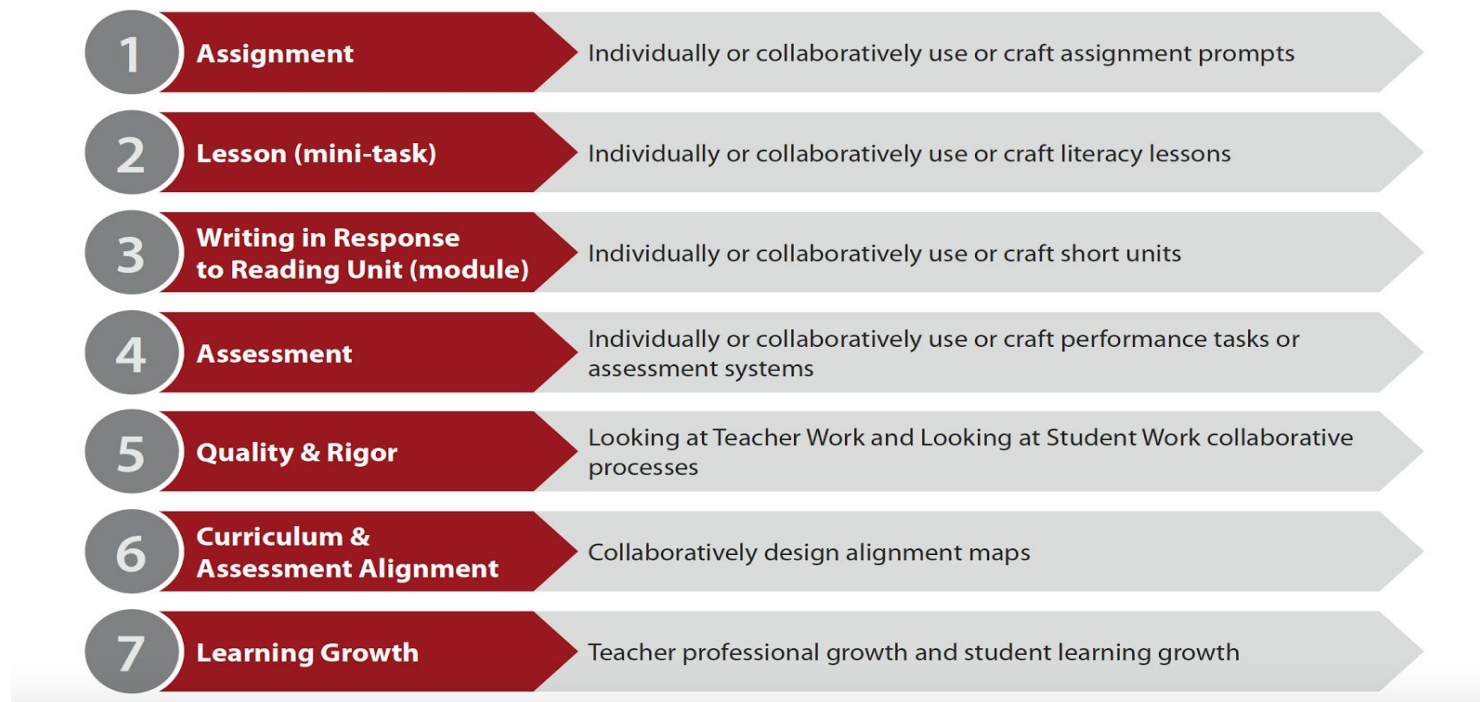 1
Assignment
Individually or collaboratively use or craft assignment prompts
2
Lesson (mini-task)
Individually or collaboratively use or craft literacy lessons
3
Writing in Response
to Reading Unit (module)
Individually or collaboratively use or craft short units
4
Assessment
Individually or collaboratively use or craft performance tasks or
assessment systems
5
Quality & Rigor
Looking at Teacher Work and Looking at Student Work collaborative
processes
6
Curriculum &
Assessment Alignment
Collaboratively design alignment maps
7
Learning Growth
Teacher professional growth and student learning growth